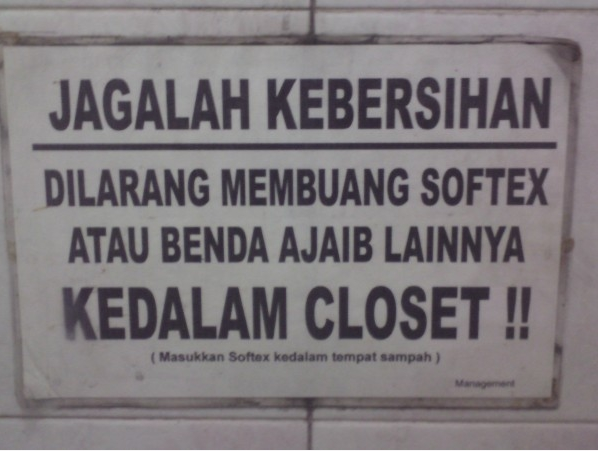 JAGALAH KEBERSIHAN
DILARANG MEMBUANG SOFTEX
ATAU BENDA AJAIB LAINNYA
KEDALAM CLOSET !!
( Masukkan Softex kedalam tempat sampah )
Management